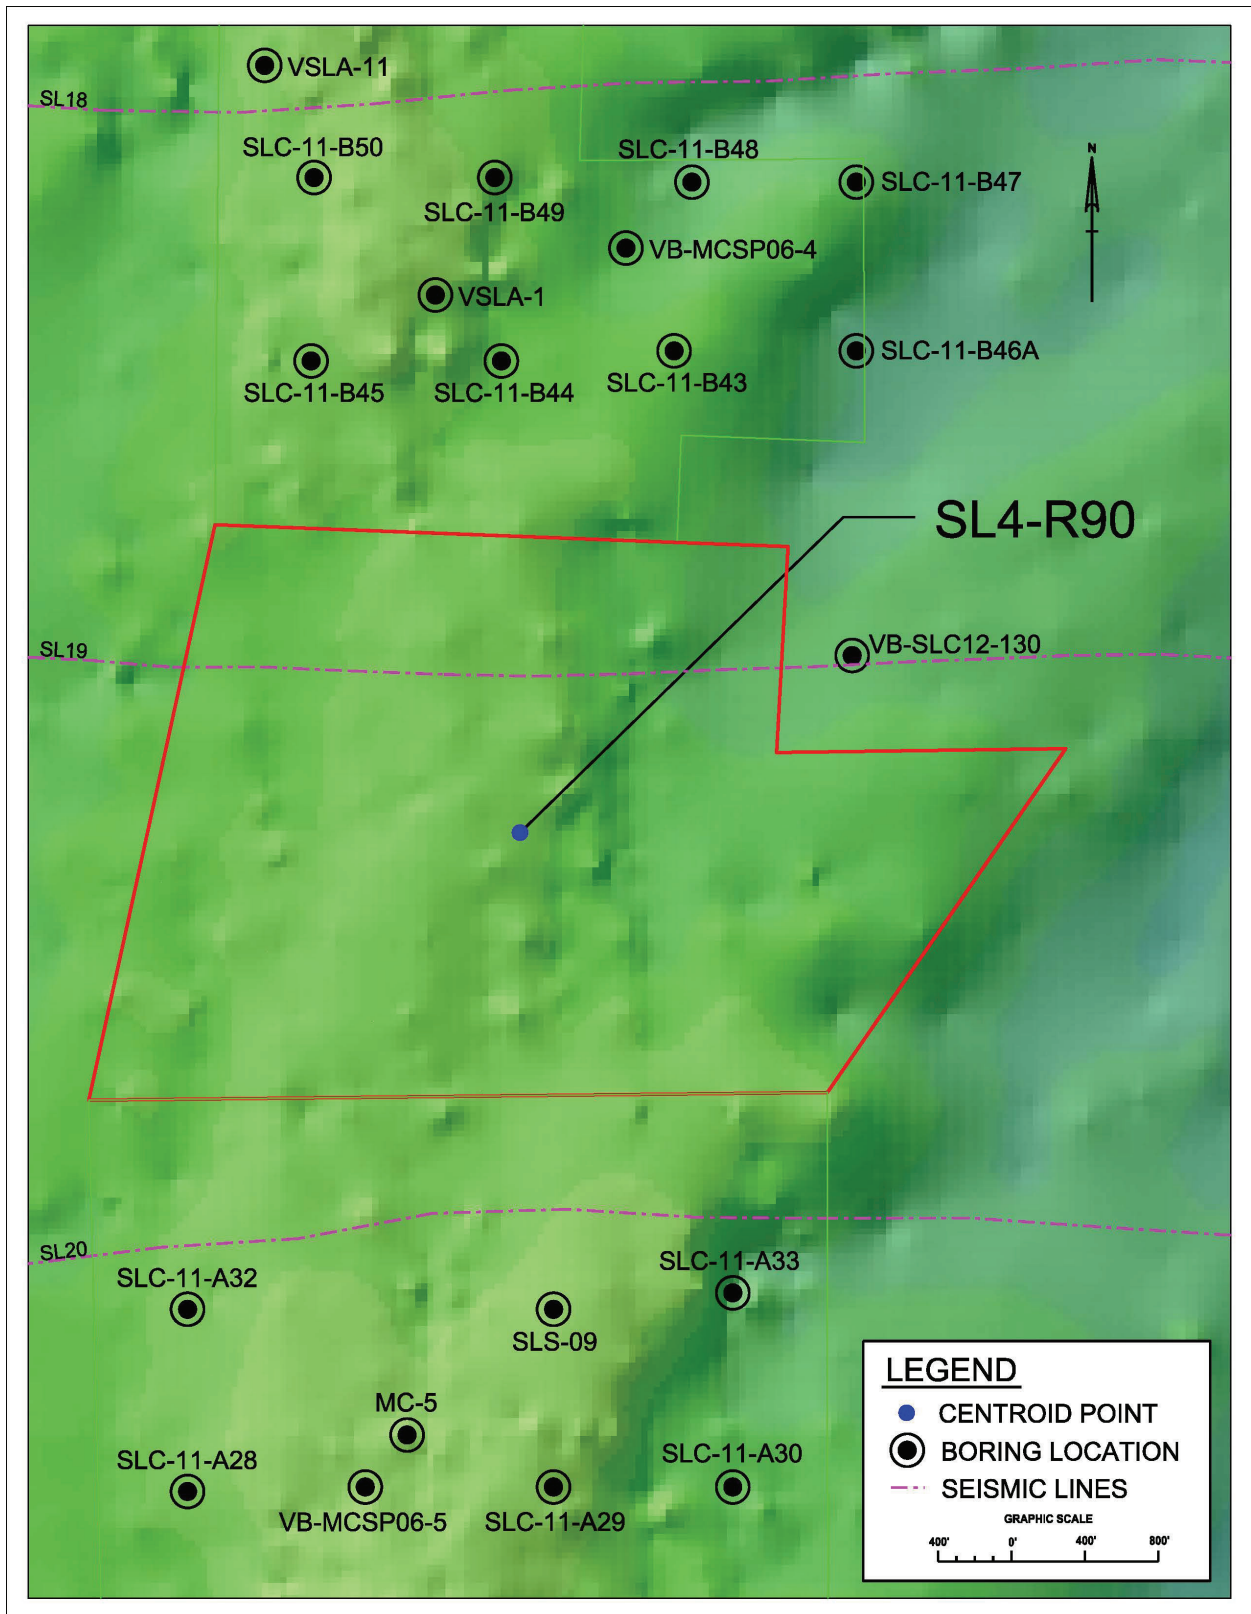 VSLA-11
SL18
SLC-11-B50
SLC-11-B48
SLC-11-B49
SLC-11-B47
N
VB-MCSP06-4
VSLA-1
SLC-11-B46A
SLC-11-B45
SLC-11-B44
SLC-11-B43
SL4-R90
SL19
VB-SLC12-130
SL20
SLC-11-A32
SLC-11-A33
SLS-09
MC-5
SLC-11-A28
SLC-11-A30
VB-MCSP06-5
SLC-11-A29
LEGEND
CENTROID POINT
BORING LOCATION
SEISMIC LINES
GRAPHIC SCALE
400' 0' 400' 800'